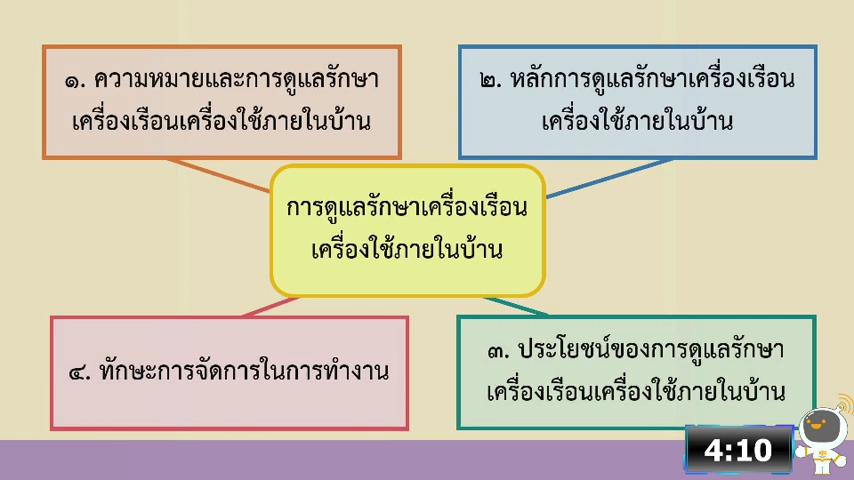 ๑. ความหมายและการดูแลรักษา
เครื่องเรือนเครื่องใช้ภายในบ้าน
๒. หลักการดูแลรักษาเครื่องเรือน
เครื่องใช้ภายในบ้าน
การดูแลรักษาเครื่องเรือน
เครื่องใช้ภายในบ้าน
๔. ทักษะการจัดการในการทำงาน
๓. ประโยชน์ของการดูแลรักษา
เครื่องเรือนเครื่องใช้ภายในบ้าน
4:10